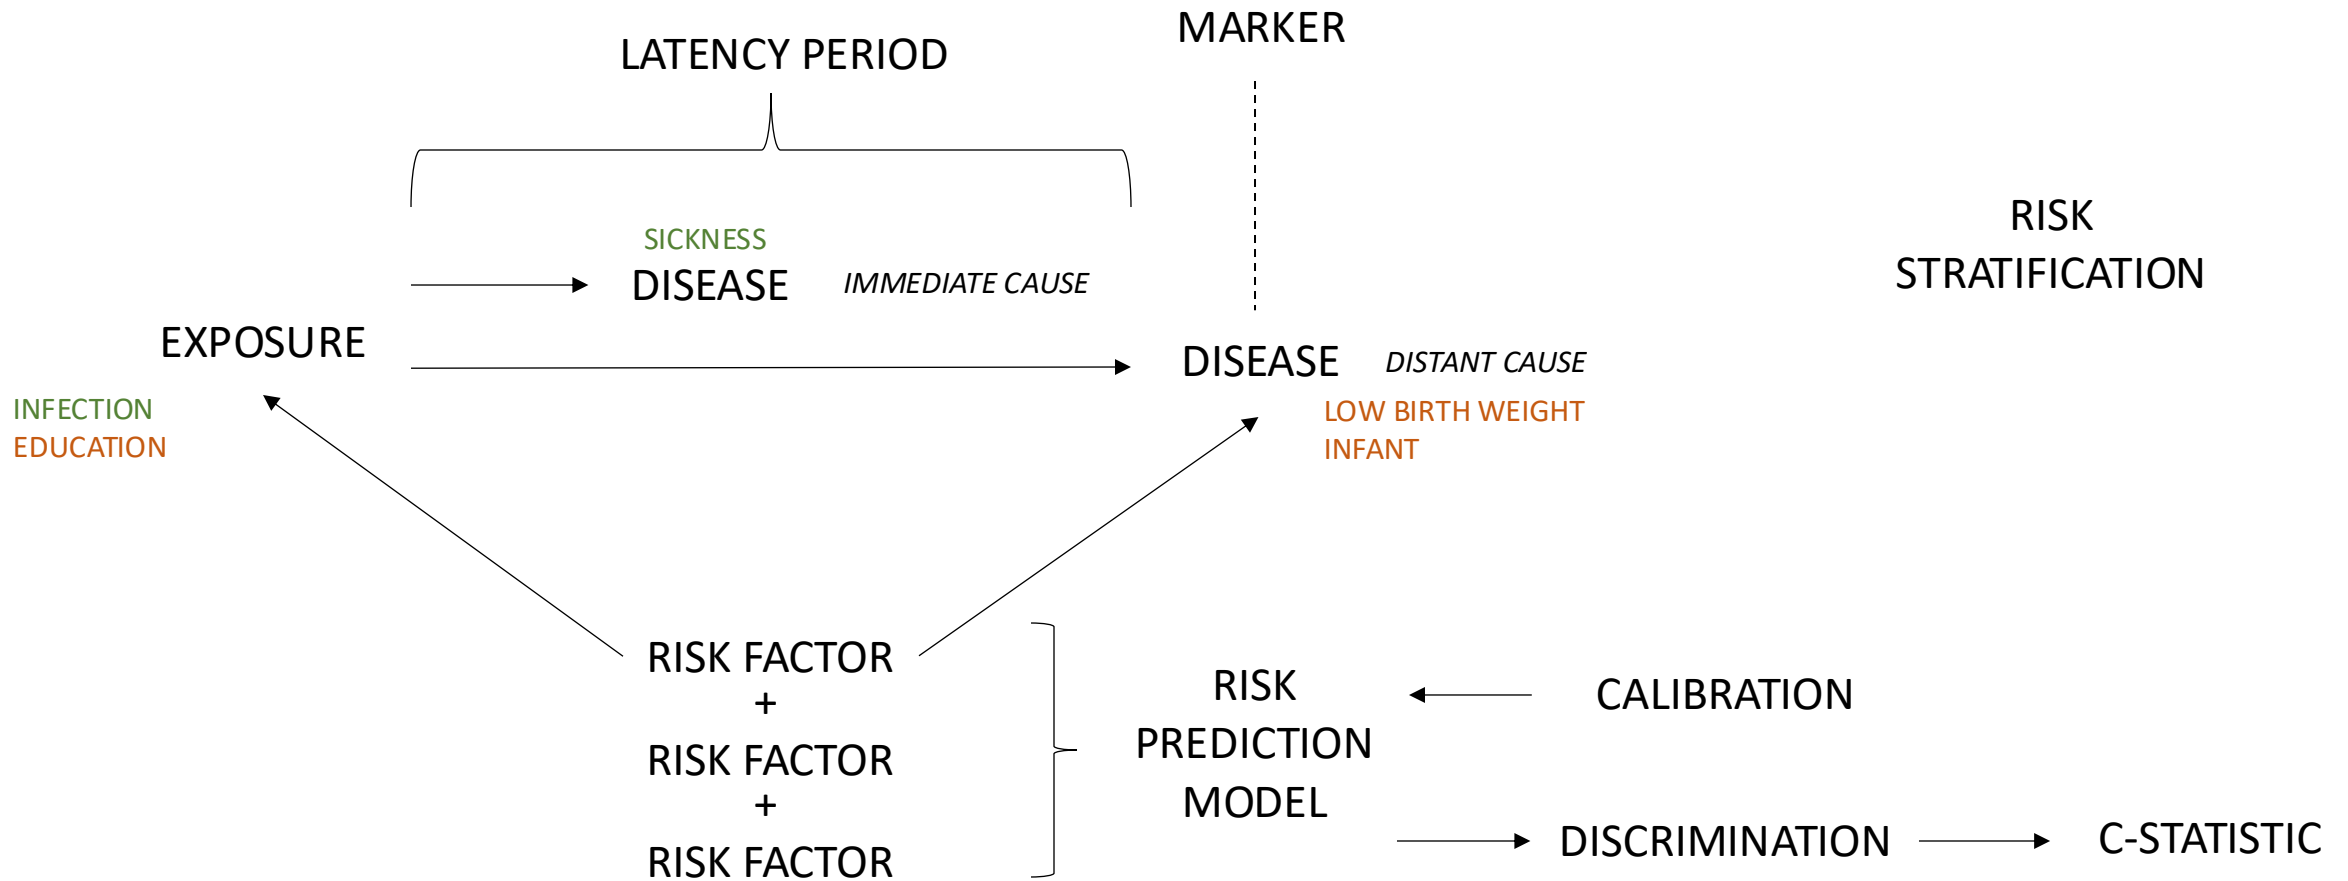 MARKER
LATENCY PERIOD
RISK
STRATIFICATION
SICKNESS
DISEASE
IMMEDIATE CAUSE
EXPOSURE
DISEASE
DISTANT CAUSE
INFECTION
EDUCATION
LOW BIRTH WEIGHT
INFANT
RISK FACTOR
+
RISK FACTOR
+
RISK FACTOR
RISK
PREDICTION
MODEL
CALIBRATION
DISCRIMINATION
C-STATISTIC